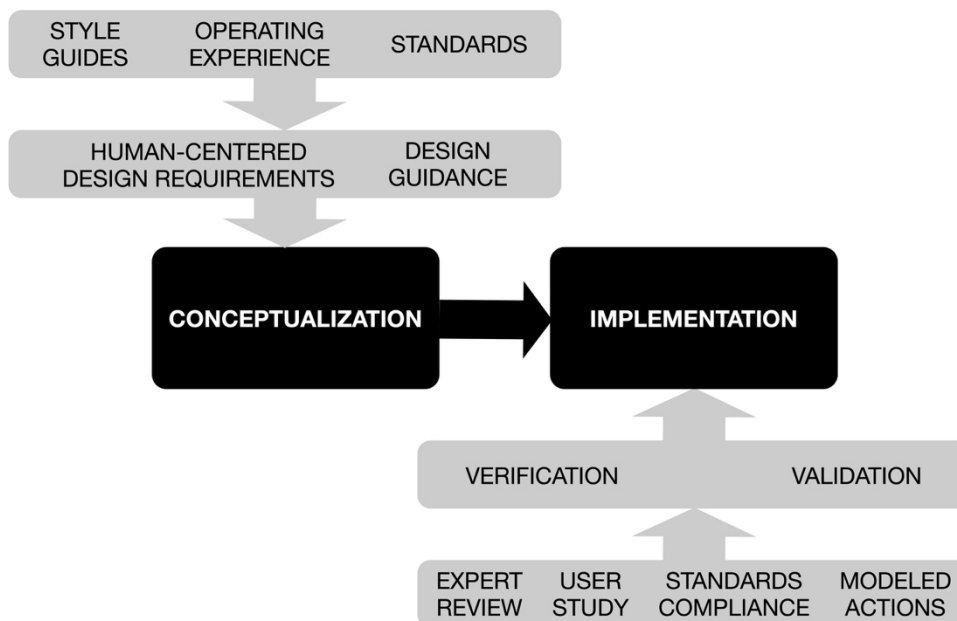 STYLE GUIDES
OPERATING EXPERIENCE
STANDARDS
HUMAN-CENTERED
DESIGN REQUIREMENTS
DESIGN
GUIDANCE
CONCEPTUALIZATION
IMPLEMENTATION
VERIFICATION
VALIDATION
EXPERT
REVIEW
USER
STUDY
STANDARDS
COMPLIANCE
MODELED
ACTIONS